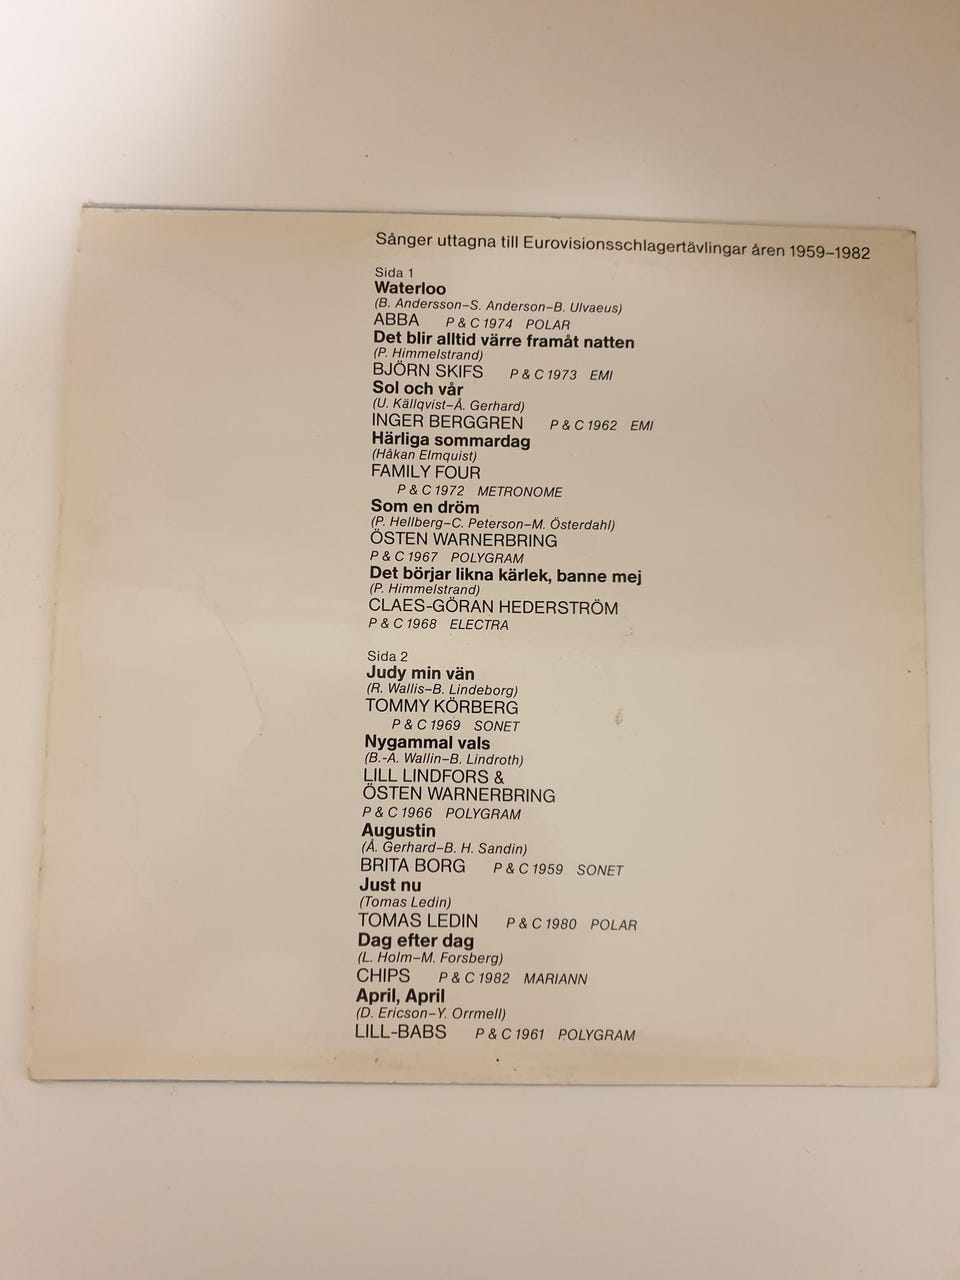 Sånger uttagna till Eurovisionsschlagertävlingar åren 1959–1982
Sida 1
Waterloo
(B. Andersson–S. Anderson–B. Ulvaeus)
ABBA P & C 1974 POLAR
Det blir alltid värre framåt natten
(P. Himmelstrand)
BJÖRN SKIFS P & C 1973 EMI
Sol och vår
(U. Källqvist–Å. Gerhard)
INGER BERGGREN P & C 1962 EMI
Härliga sommardag
(Håkan Elmquist)
FAMILY FOUR
P & C 1972 METRONOME
Som en dröm
(P. Hellberg–C. Peterson–M. Österdahl)
ÖSTEN WARNERBRING
P & C 1967 POLYGRAM
Det börjar likna kärlek, banne mej
(P. Himmelstrand)
CLAES-GÖRAN HEDERSTRÖM
P & C 1968 ELECTRA
Sida 2
Judy min vän
(R. Wallis–B. Lindeborg)
TOMMY KÖRBERG
P & C 1969 SONET
Nygammal vals
(B.-A. Wallin–B. Lindroth)
LILL LINDFORS &
ÖSTEN WARNERBRING
P & C 1966 POLYGRAM
Augustin
(Å. Gerhard–B. H. Sandin)
BRITA BORG P & C 1959 SONET
Just nu
(Tomas Ledin)
TOMAS LEDIN P & C 1980 POLAR
Dag efter dag
(L. Holm–M. Forsberg)
CHIPS P & C 1982 MARIANN
April, April
(D. Ericson–Y. Orrmell)
LILL-BABS P & C 1961 POLYGRAM